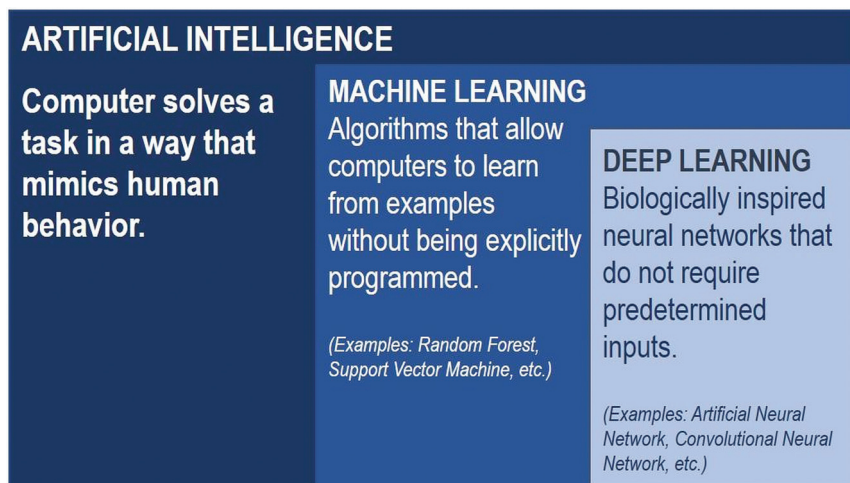 ARTIFICIAL INTELLIGENCE
Computer solves a
task in a way that
mimics human
behavior.
MACHINE LEARNING
Algorithms that allow
computers to learn
from examples
without being explicitly
programmed.
(Examples: Random Forest,
Support Vector Machine, etc.)
DEEP LEARNING
Biologically inspired
neural networks that
do not require
predetermined
inputs.
(Examples: Artificial Neural
Network, Convolutional Neural
Network, etc.)